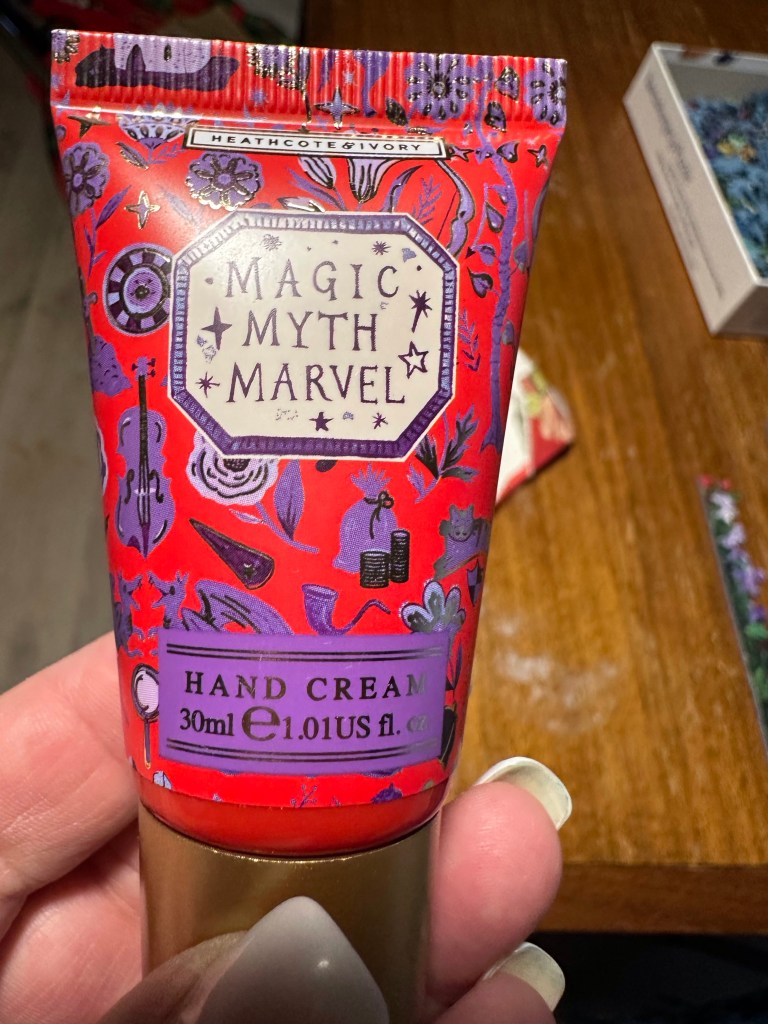 HEATHCOTE & IVORY
MAGIC
MYTH
MARVEL
HAND CREAM
30ml e 1.01US fl. oz